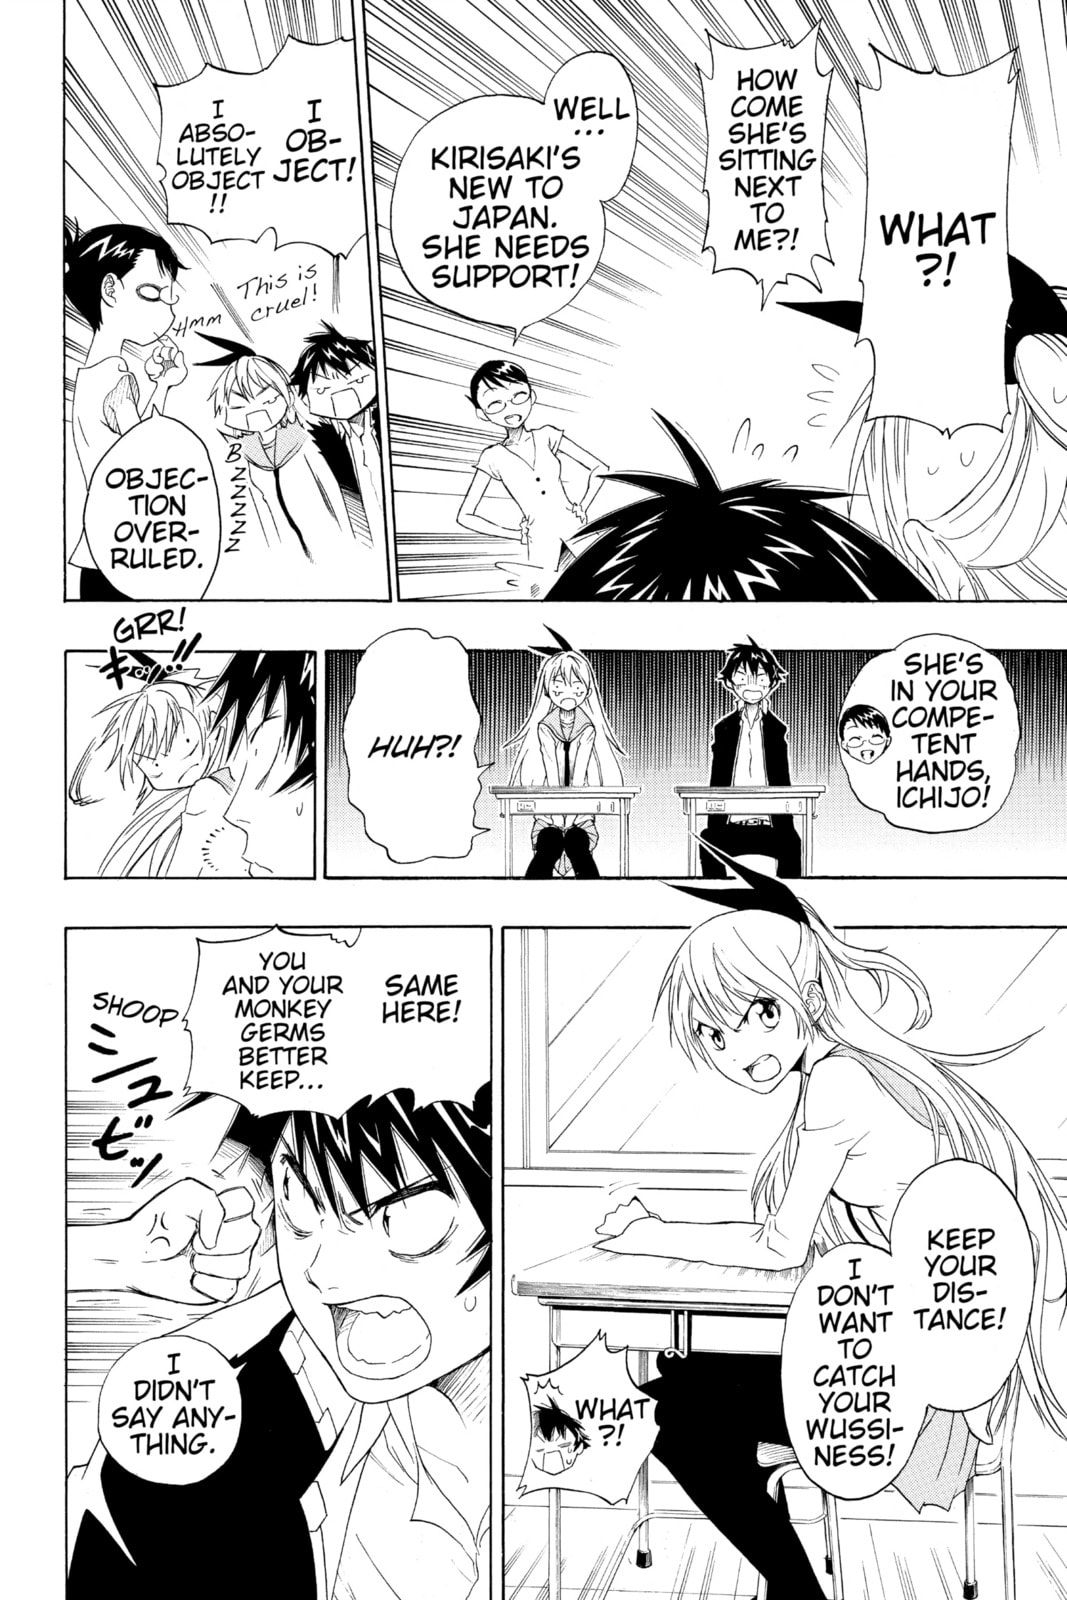 WHAT
?!
HOW
COME
SHE'S
SITTING
NEXT
TO
ME?!
WELL
...
KIRISAKI'S
NEW TO
JAPAN.
SHE NEEDS
SUPPORT!
I
OB-
JECT!
I
ABSO-
LUTELY
OBJECT
!!
This is
cruel!
Hmm
BZZZZZZ
OBJEC-
TION
OVER-
RULED.
SHE'S
IN YOUR
COMPE-
TENT
HANDS,
ICHIJO!
HUH?!
GRR!
ギッ!!
KEEP
YOUR
DIS-
TANCE!
I
DON'T
WANT
TO
CATCH
YOUR
WUSSI-
NESS!
WHAT
?!
SAME
HERE!
YOU
AND YOUR
MONKEY
GERMS
BETTER
KEEP...
SHOOP
シュビッ
I
DIDN'T
SAY ANY-
THING.